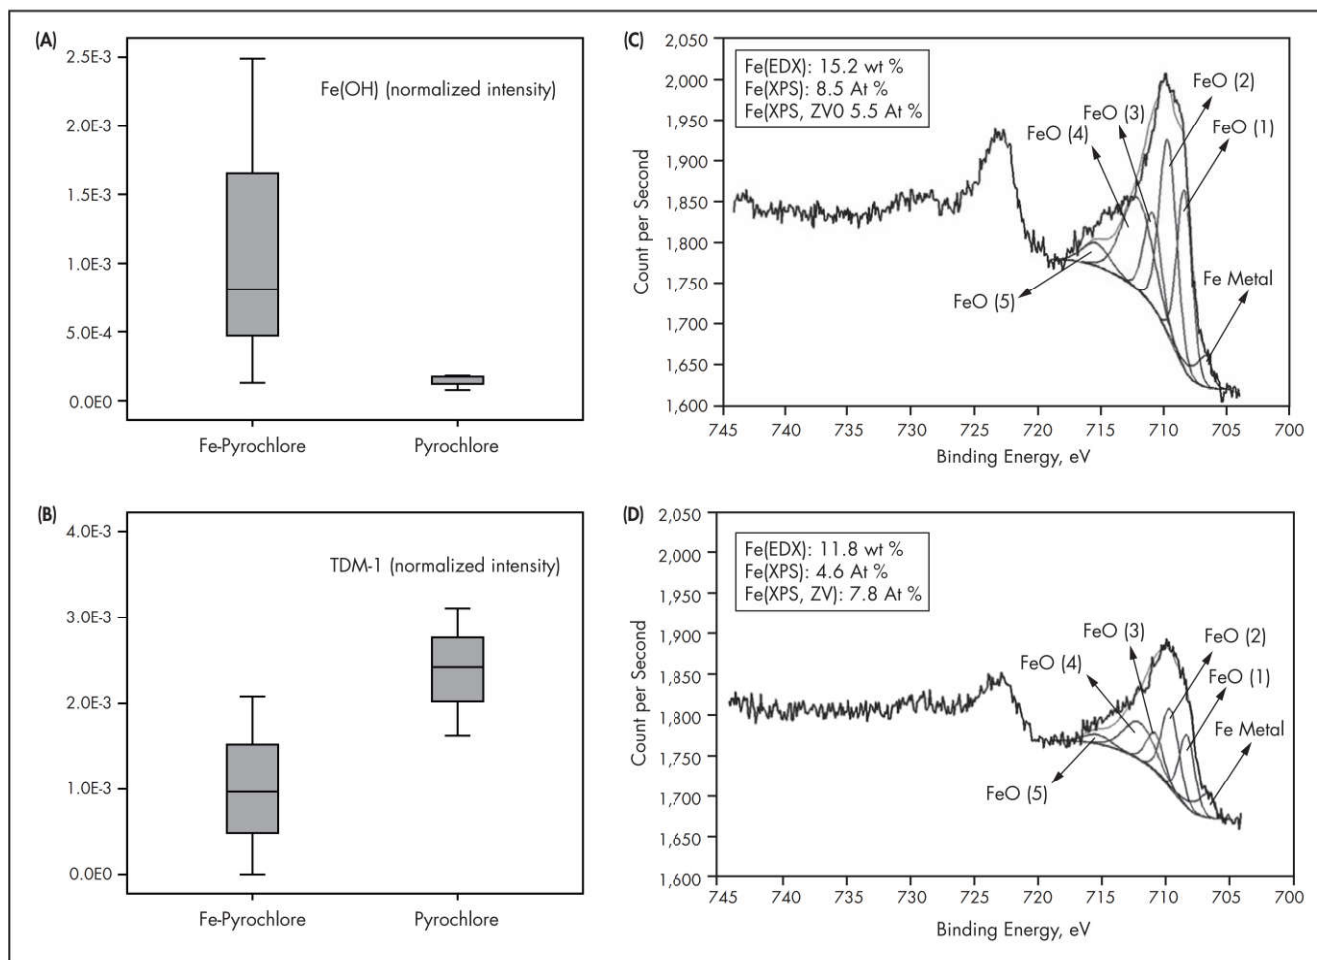 (A)
2.5E-3
Fe(OH) (normalized intensity)
2.0E-3
1.5E-3
1.0E-3
5.0E-4
0.0E0
Fe-Pyrochlore Pyrochlore
(B)
4.0E-3
TDM-1 (normalized intensity)
3.0E-3
2.0E-3
1.0E-3
0.0E0
Fe-Pyrochlore Pyrochlore
(C)
2,050
2,000
1,950
1,900
1,850
1,800
1,750
1,700
1,650
1,600
Count per Second
Fe(EDX): 15.2 wt %
Fe(XPS): 8.5 At %
Fe(XPS, ZV0 5.5 At %
FeO (2)
FeO (3)
FeO (1)
FeO (4)
Fe Metal
FeO (5)
745 740 735 730 725 720 715 710 705 700
Binding Energy, eV
(D)
2,050
2,000
1,950
1,900
1,850
1,800
1,750
1,700
1,650
1,600
Count per Second
Fe(EDX): 11.8 wt %
Fe(XPS): 4.6 At %
Fe(XPS, ZV): 7.8 At %
FeO (3)
FeO (2)
FeO (4)
FeO (1)
Fe Metal
FeO (5)
745 740 735 730 725 720 715 710 705 700
Binding Energy, eV